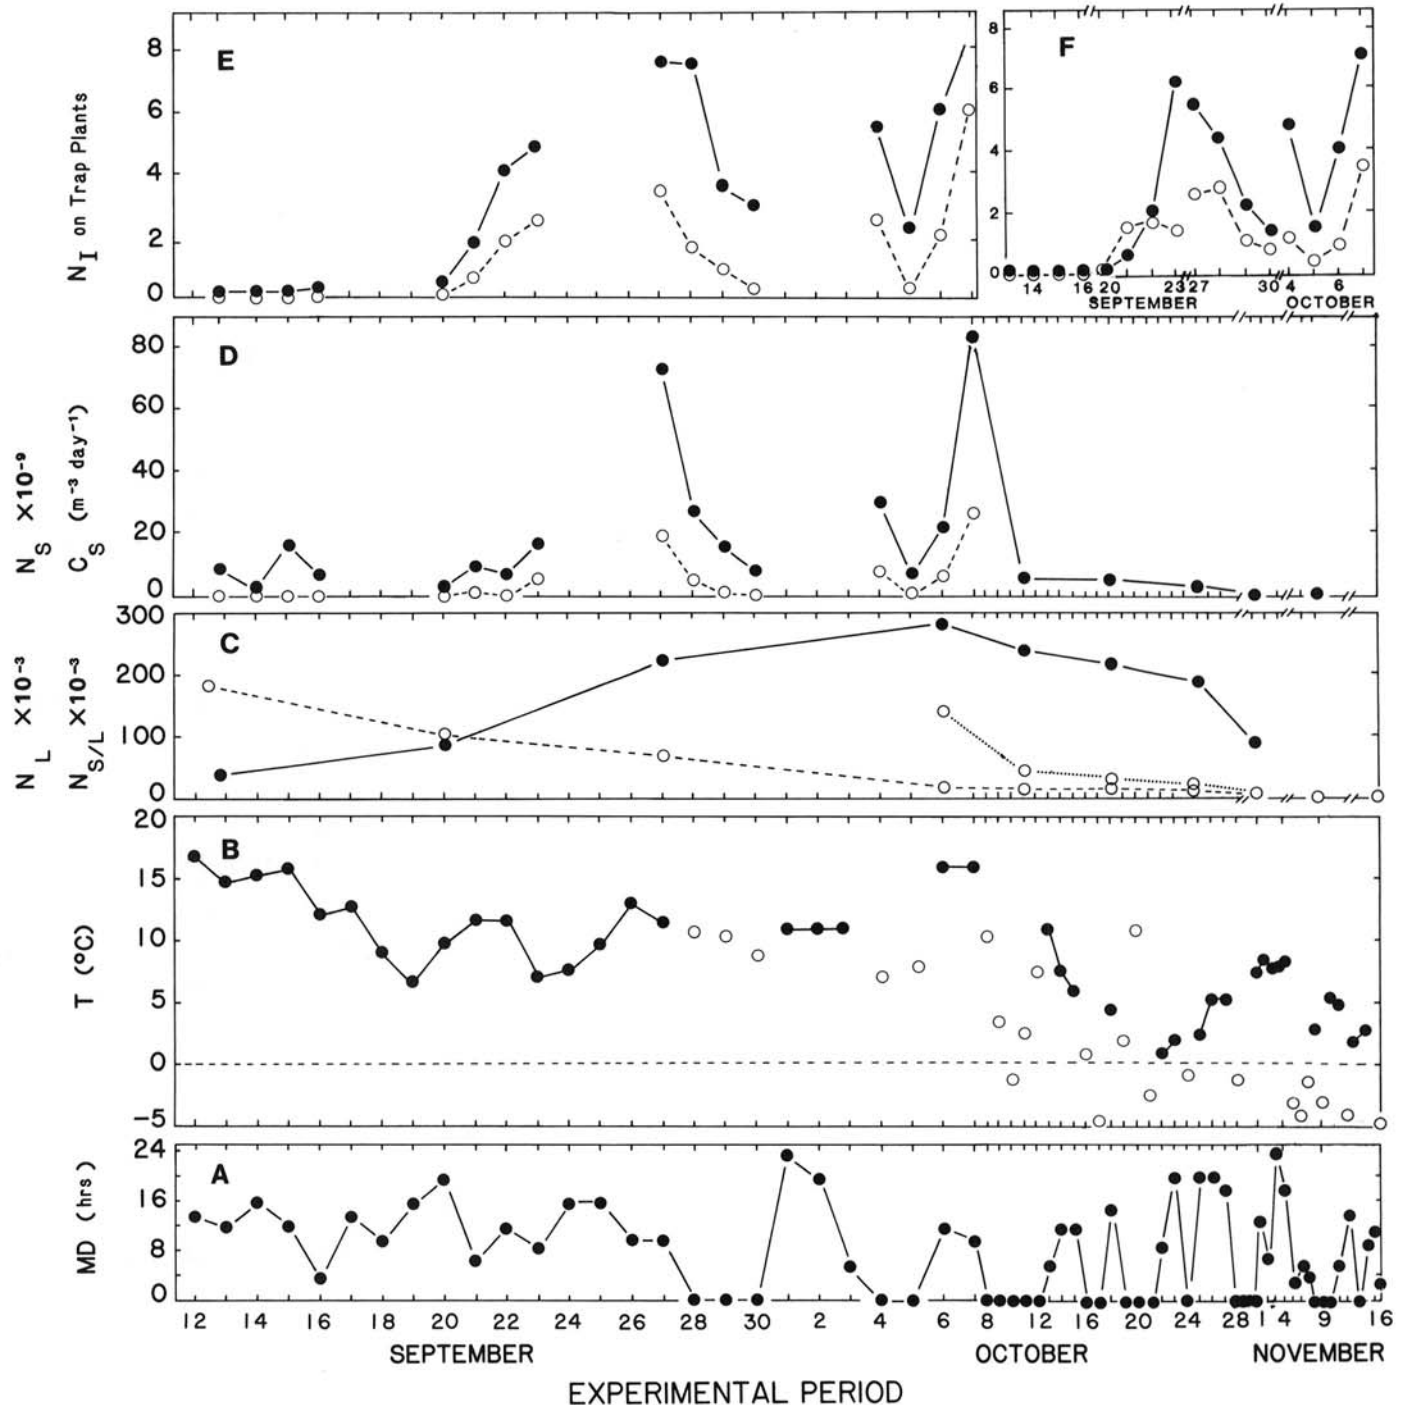 E
8
6
4
2
0
N_I on Trap Plants
F
8
6
4
2
0
14 16 20 23 27 30 4 6
SEPTEMBER OCTOBER
D
80
60
40
20
0
N_S X10⁻⁹
C_S (m⁻³ day⁻¹)
C
300
200
100
0
N_L X10⁻³
N_S/L X10⁻³
B
20
15
10
5
0
−5
T (°C)
A
24
16
8
0
MD (hrs)
12 14 16 18 20 22 24 26 28 30 2 4 6 8 12 16 20 24 28 1 4 9 16
SEPTEMBER OCTOBER NOVEMBER
EXPERIMENTAL PERIOD